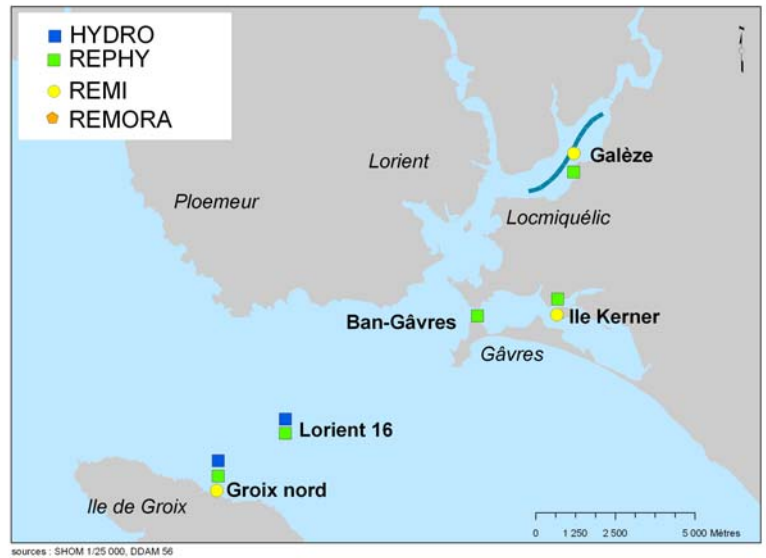 HYDRO
REPHY
REMI
REMORA
Lorient
Galèze
Ploemeur
Locmiquélic
Ban-Gâvres
Ile Kerner
Gâvres
Lorient 16
Groix nord
Ile de Groix
0 1 250 2 500 5 000 Mètres
sources : SHOM 1/25 000, DDAM 56